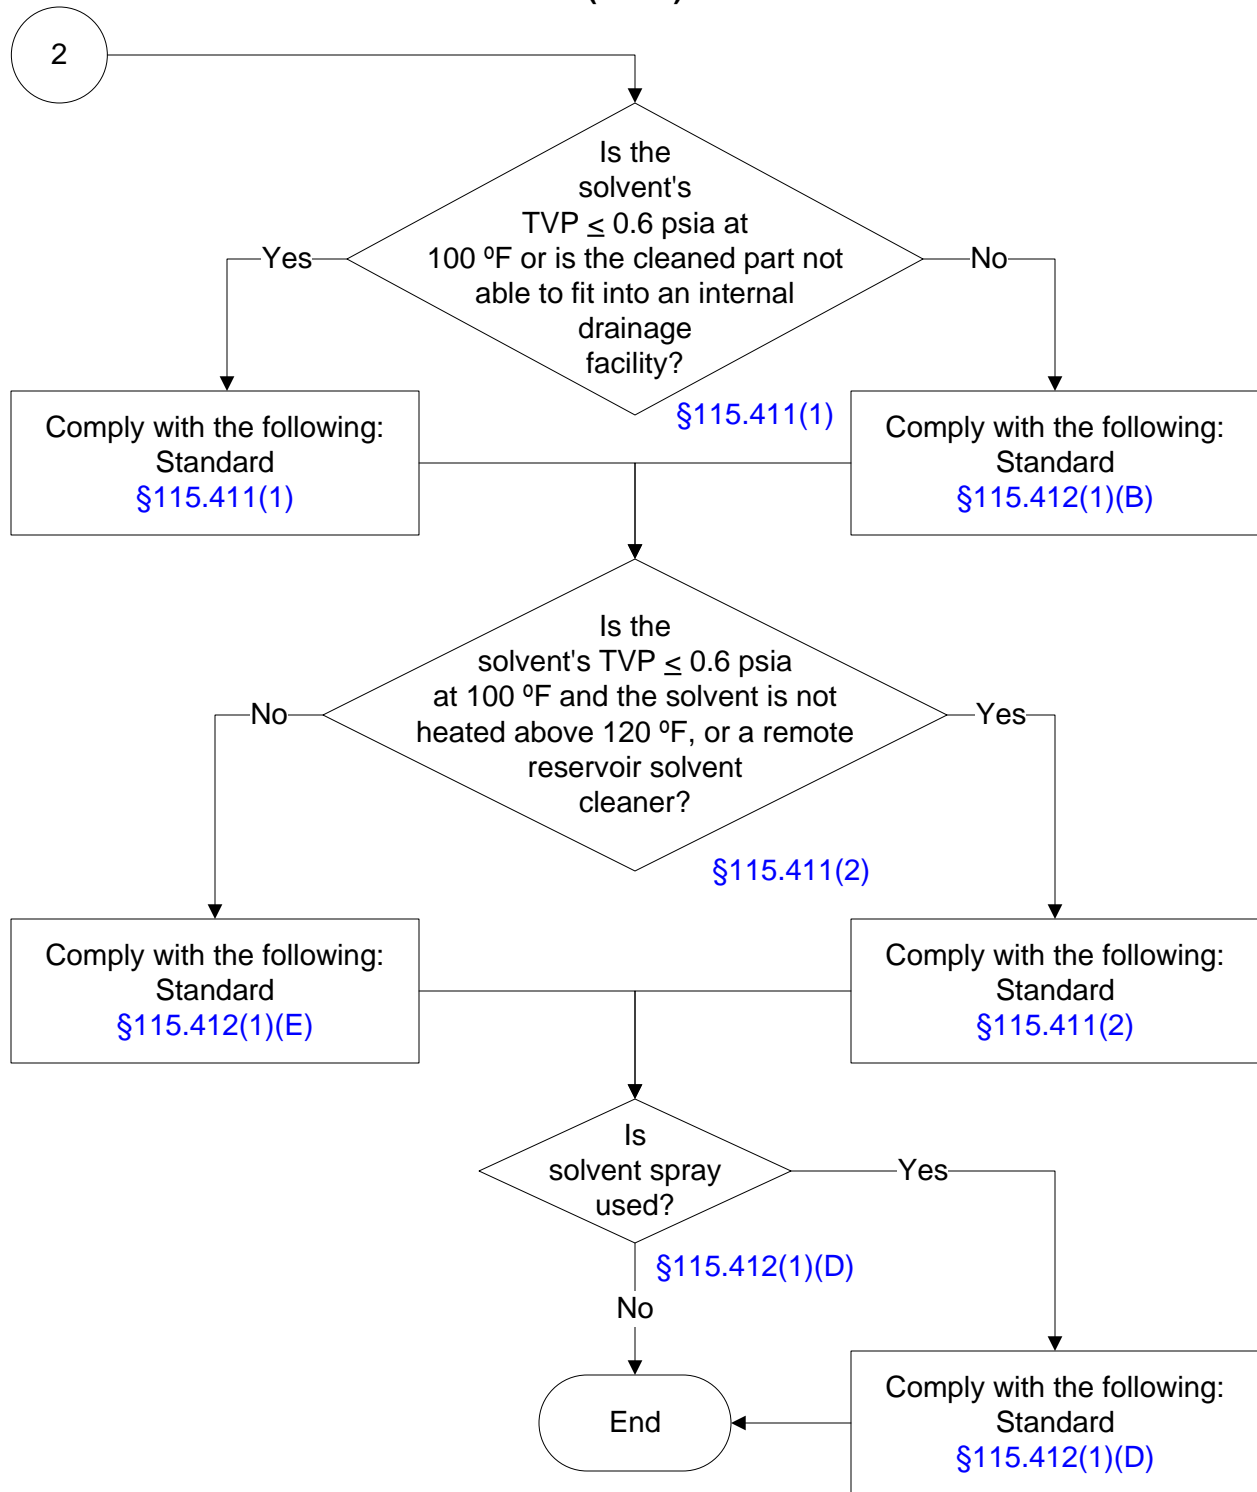 2
Is the
solvent's
TVP ≤ 0.6 psia at
100 ºF or is the cleaned part not
able to fit into an internal
drainage
facility?
Yes
No
§115.411(1)
Comply with the following:
Standard
§115.411(1)
Comply with the following:
Standard
§115.412(1)(B)
Is the
solvent's TVP ≤ 0.6 psia
at 100 ºF and the solvent is not
heated above 120 ºF, or a remote
reservoir solvent
cleaner?
No
Yes
§115.411(2)
Comply with the following:
Standard
§115.412(1)(E)
Comply with the following:
Standard
§115.411(2)
Is
solvent spray
used?
Yes
§115.412(1)(D)
No
End
Comply with the following:
Standard
§115.412(1)(D)